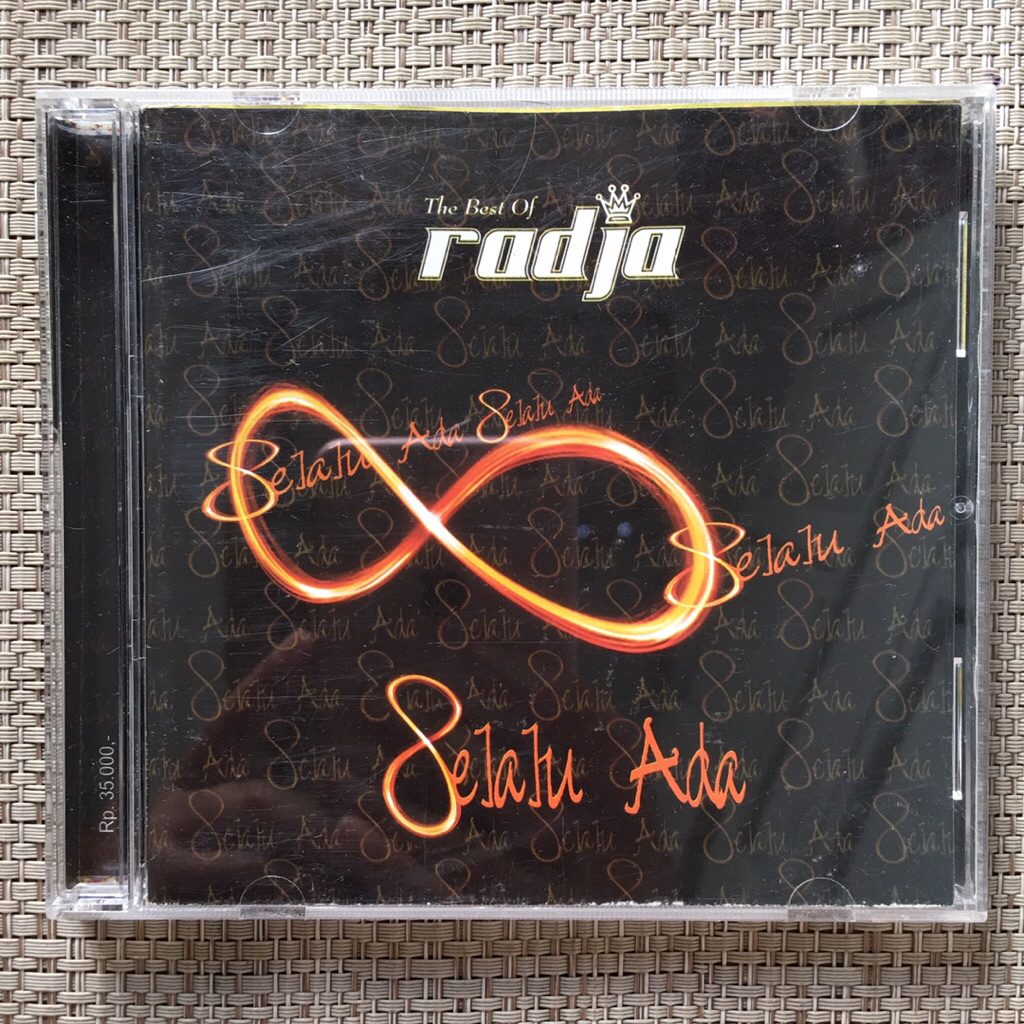 The Best Of
radja
Selalu Ada Selalu Ada
Selalu Ada
Selalu Ada
Rp. 35.000,-